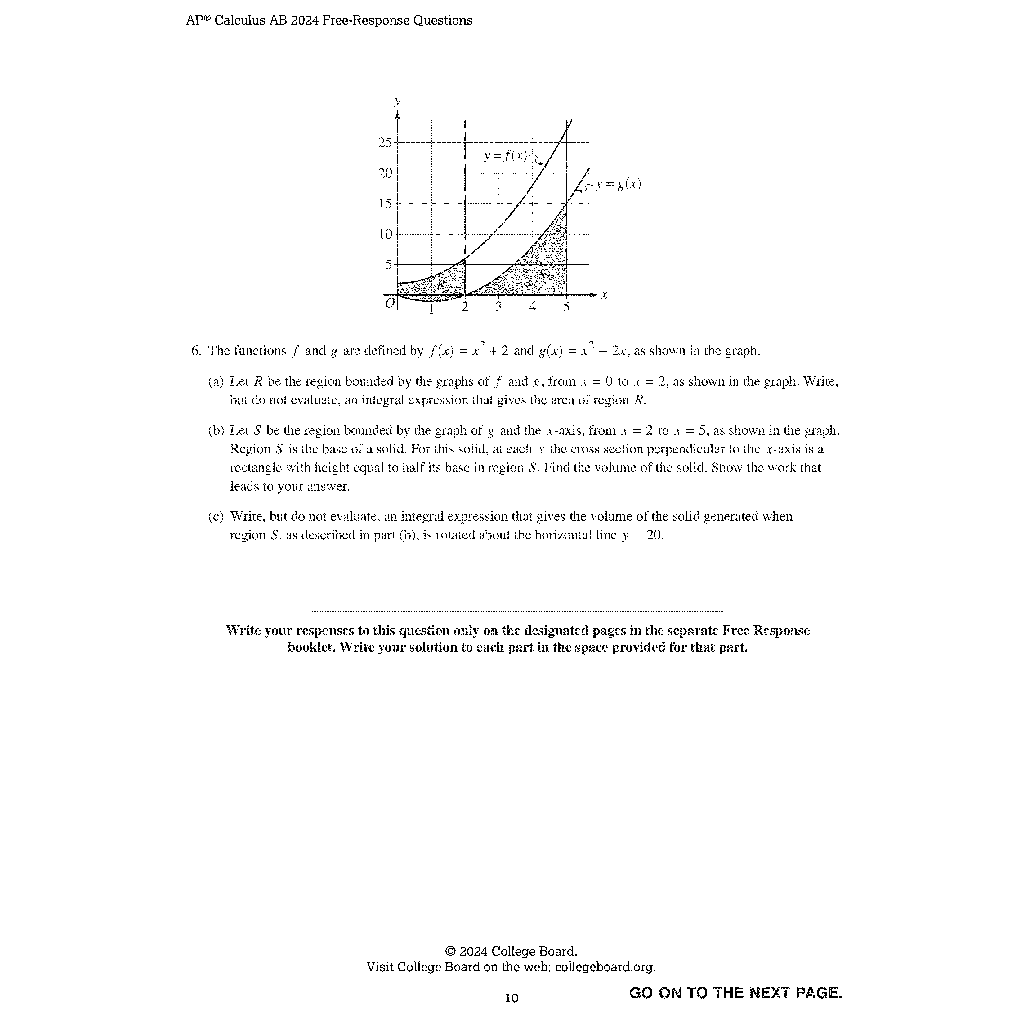 AP® Calculus AB 2024 Free-Response Questions
y
25
y = f(x)
20
y = g(x)
15
10
5
O 1 2 3 4 5 x
6. The functions f and g are defined by f(x) = x² + 2 and g(x) = x² − 2x, as shown in the graph.
(a) Let R be the region bounded by the graphs of f and g, from x = 0 to x = 2, as shown in the graph. Write,
but do not evaluate, an integral expression that gives the area of region R.
(b) Let S be the region bounded by the graph of g and the x-axis, from x = 2 to x = 5, as shown in the graph.
Region S is the base of a solid. For this solid, at each x the cross section perpendicular to the x-axis is a
rectangle with height equal to half its base in region S. Find the volume of the solid. Show the work that
leads to your answer.
(c) Write, but do not evaluate, an integral expression that gives the volume of the solid generated when
region S, as described in part (b), is rotated about the horizontal line y = 20.
Write your responses to this question only on the designated pages in the separate Free Response
booklet. Write your solution to each part in the space provided for that part.
© 2024 College Board.
Visit College Board on the web: collegeboard.org.
10
GO ON TO THE NEXT PAGE.